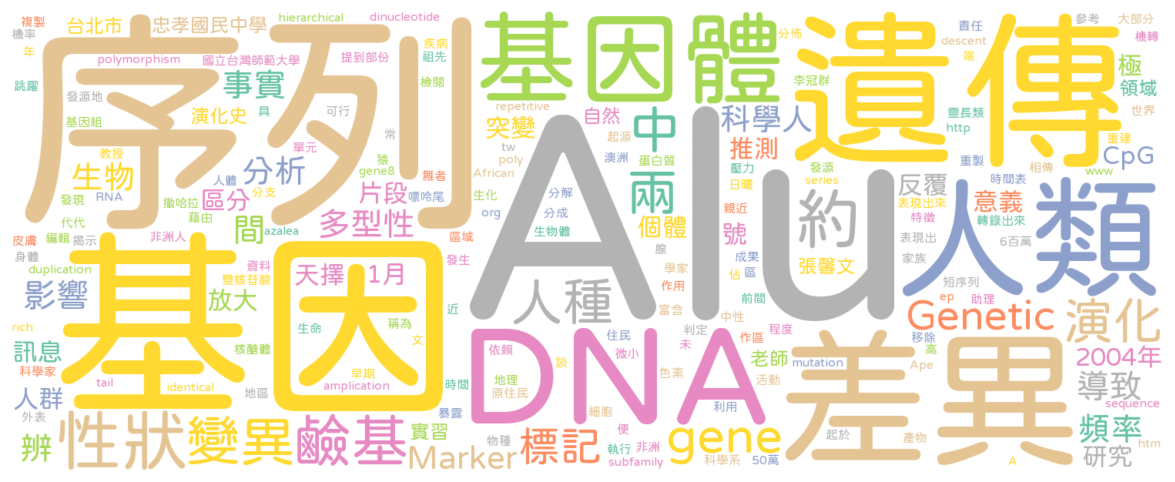 序列
Alu
基因
遺傳
差異
人類
基因體
DNA
約
性狀
變異
鹼基
演化
兩
中
gene
Genetic
Marker
標記
人種
科學人
生物
影響
分析
多型性
片段
區分
間
放大
天擇
1月
事實
突變
推測
個體
號
反覆
意義
CpG
極
領域
張馨文
2004年
導致
頻率
研究
老師
訊息
人群
辨
台北市
忠孝國民中學
演化史
自然
實習
複製
機率
年
polymorphism
hierarchical
dinucleotide
國立台灣師範大學
疾病
祖先
提到部份
檢閱
分佈
跳躍
發源地
基因組
具
可行
常
教授
單元
猿
gene8
發現
RNA
人體
分支
無者
代代
撒哈拉
嘌呤尾
編輯
揭示
藉由
azalea
非洲人
皮膚
身體
區域
資料
發生
duplication
雙核苷酸
近
生命
稱為
文
rich
核醣體
科學家
早期
tail
identical
amplication
時間
地區
暴露
外表
物種
repetitive
起源
tw
poly
蛋白質
澳洲
African
生化
分解
org
分成
生物體
腺
學家
作用
富含
住民
依賴
微小
判定
未
中性
地理
原住民
談
色素
細胞
利用
便
執行
非洲
subfamily
科學系
50萬
李冠群
壓力
日曬
發源
series
親近
成果
佔
區
前間
程度
作區
活動
mutation
起於
產物
責任
參考
大部分
descent
機轉
端
靈長類
世界
http
重建
重製
相傳
www
時間表
表現出來
特徵
轉錄出來
表現出
6百萬
家族
短序列
ep
助理
移除
高
Ape
sequence
htm
A